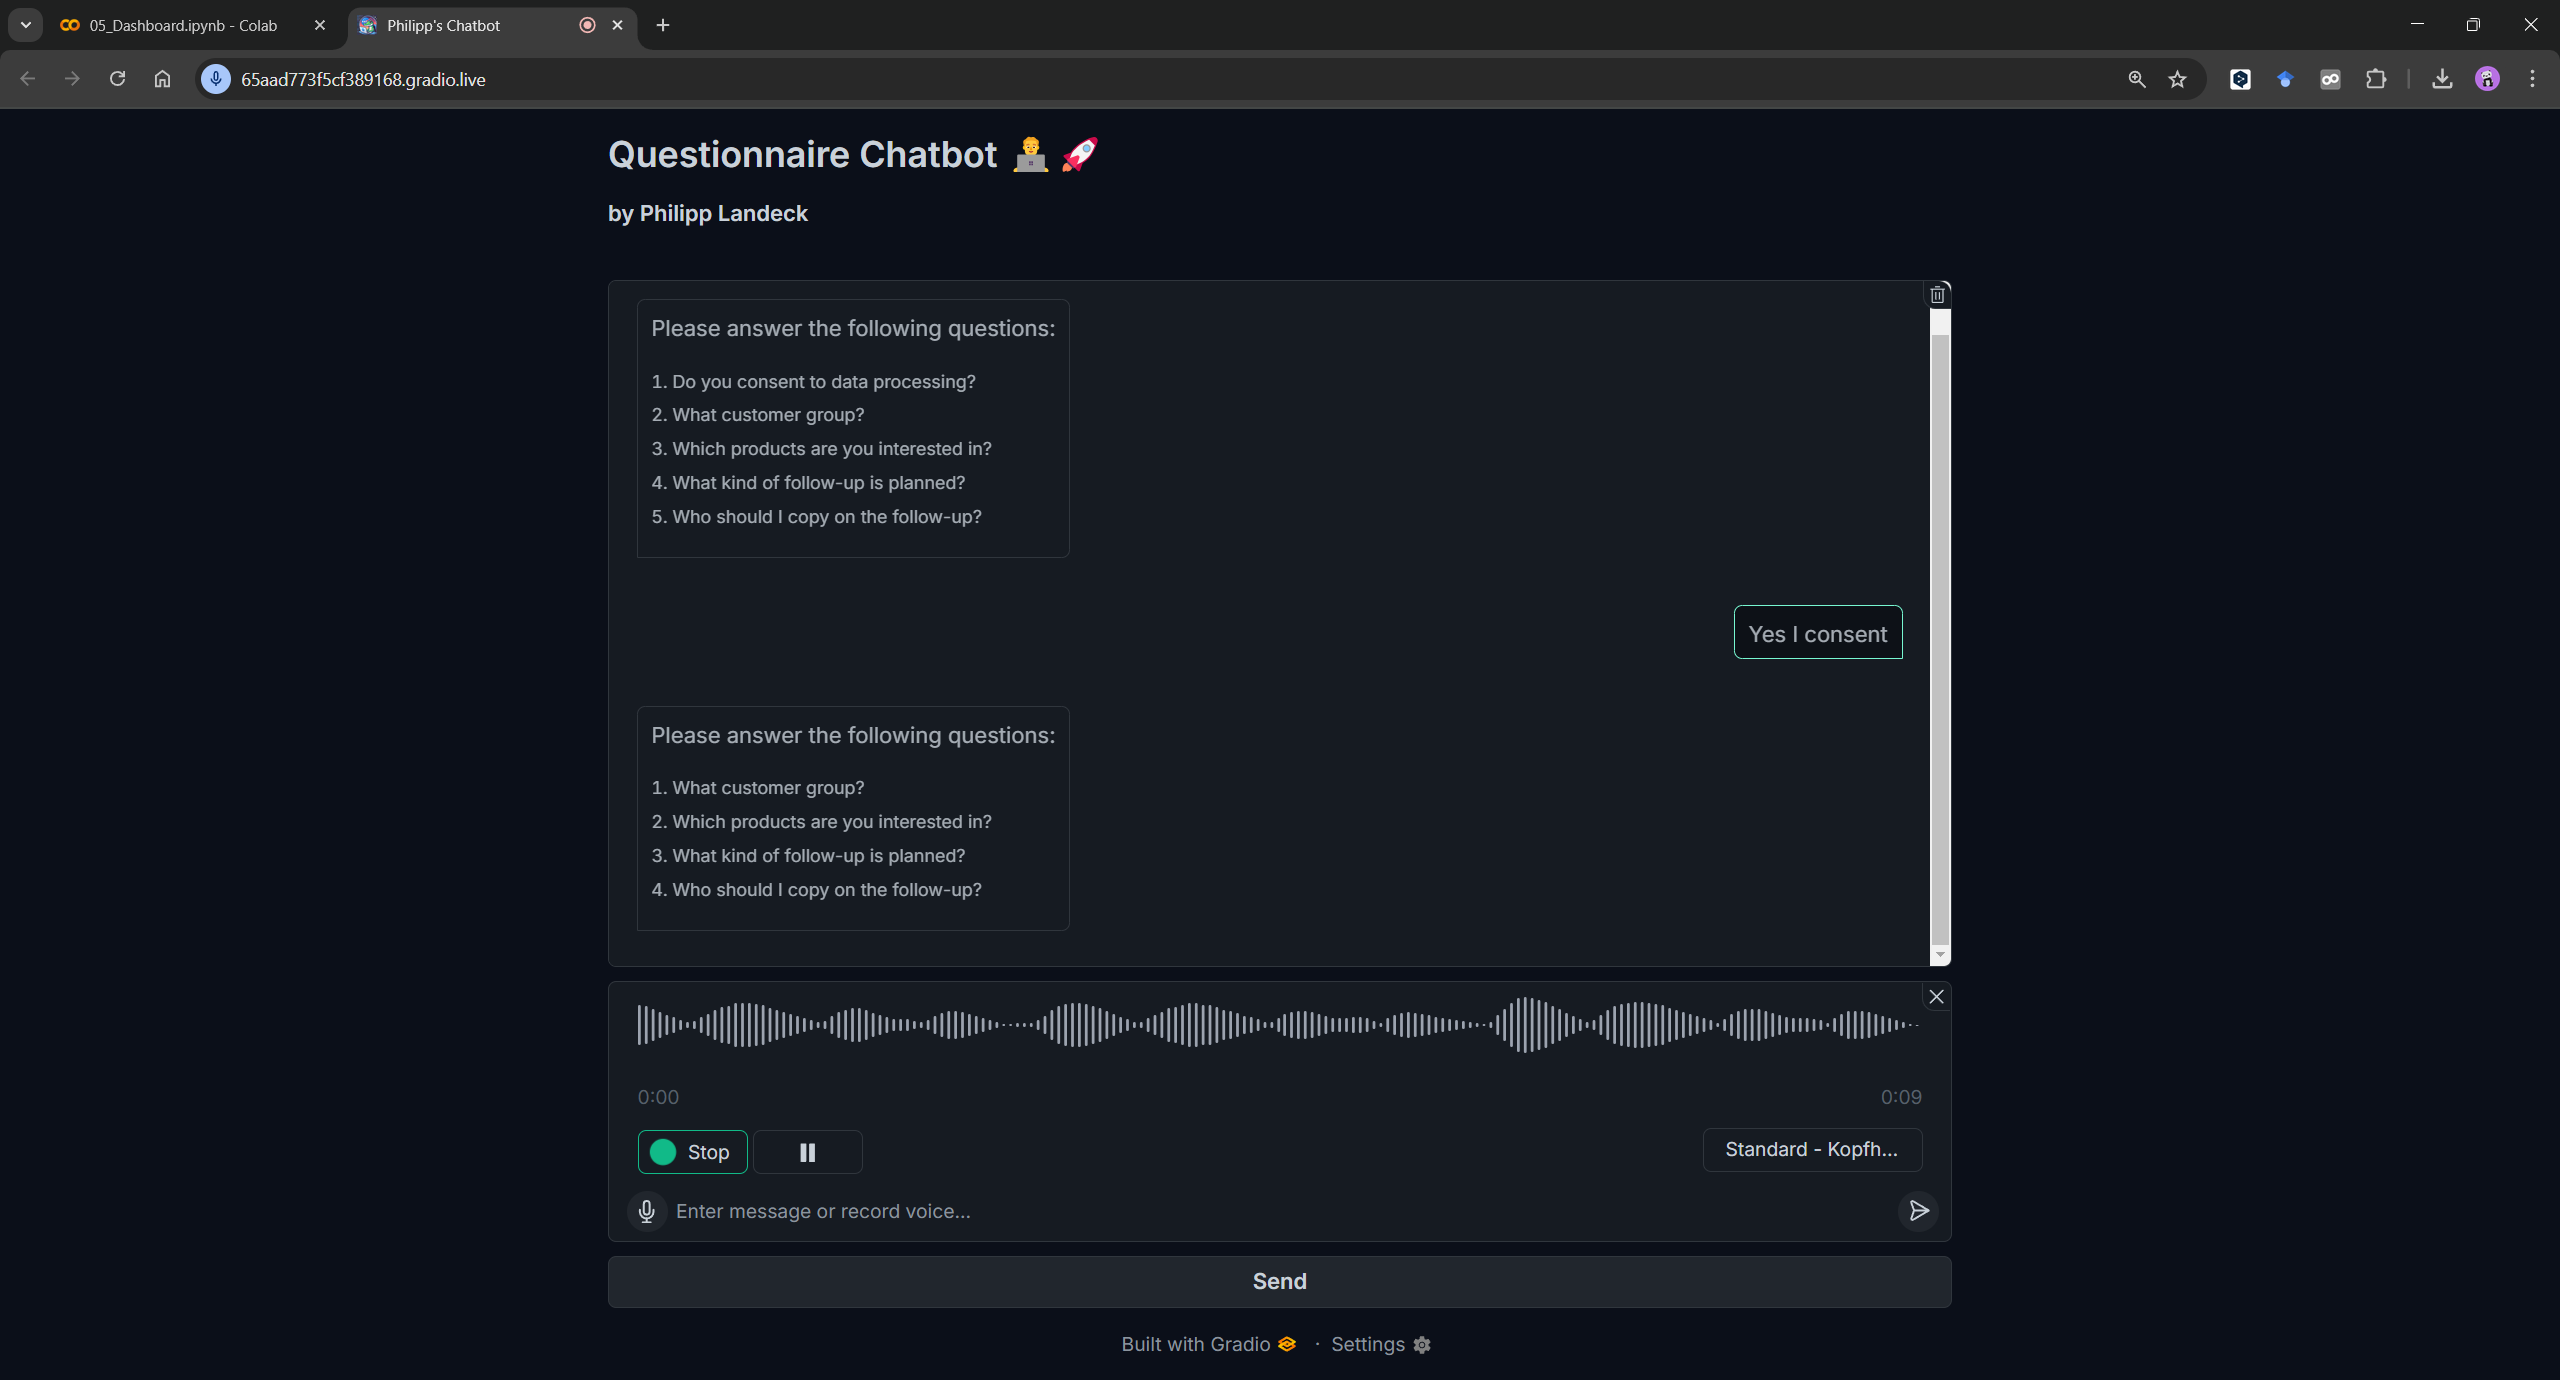 05_Dashboard.ipynb - Colab
Philipp's Chatbot
65aad773f5cf389168.gradio.live
Questionnaire Chatbot 👨‍💻 🚀
by Philipp Landeck
Please answer the following questions:
1. Do you consent to data processing?
2. What customer group?
3. Which products are you interested in?
4. What kind of follow-up is planned?
5. Who should I copy on the follow-up?
Yes I consent
Please answer the following questions:
1. What customer group?
2. Which products are you interested in?
3. What kind of follow-up is planned?
4. Who should I copy on the follow-up?
0:00
0:09
Stop
Standard - Kopfh...
Enter message or record voice...
Send
Built with Gradio · Settings